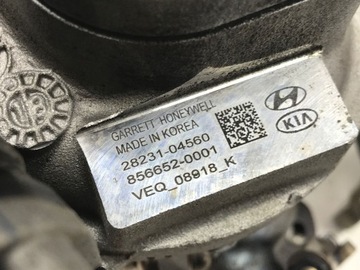 GARRETT HONEYWELL
MADE IN KOREA
28231-04560
856652-0001
VEQ_08918_K
KIA